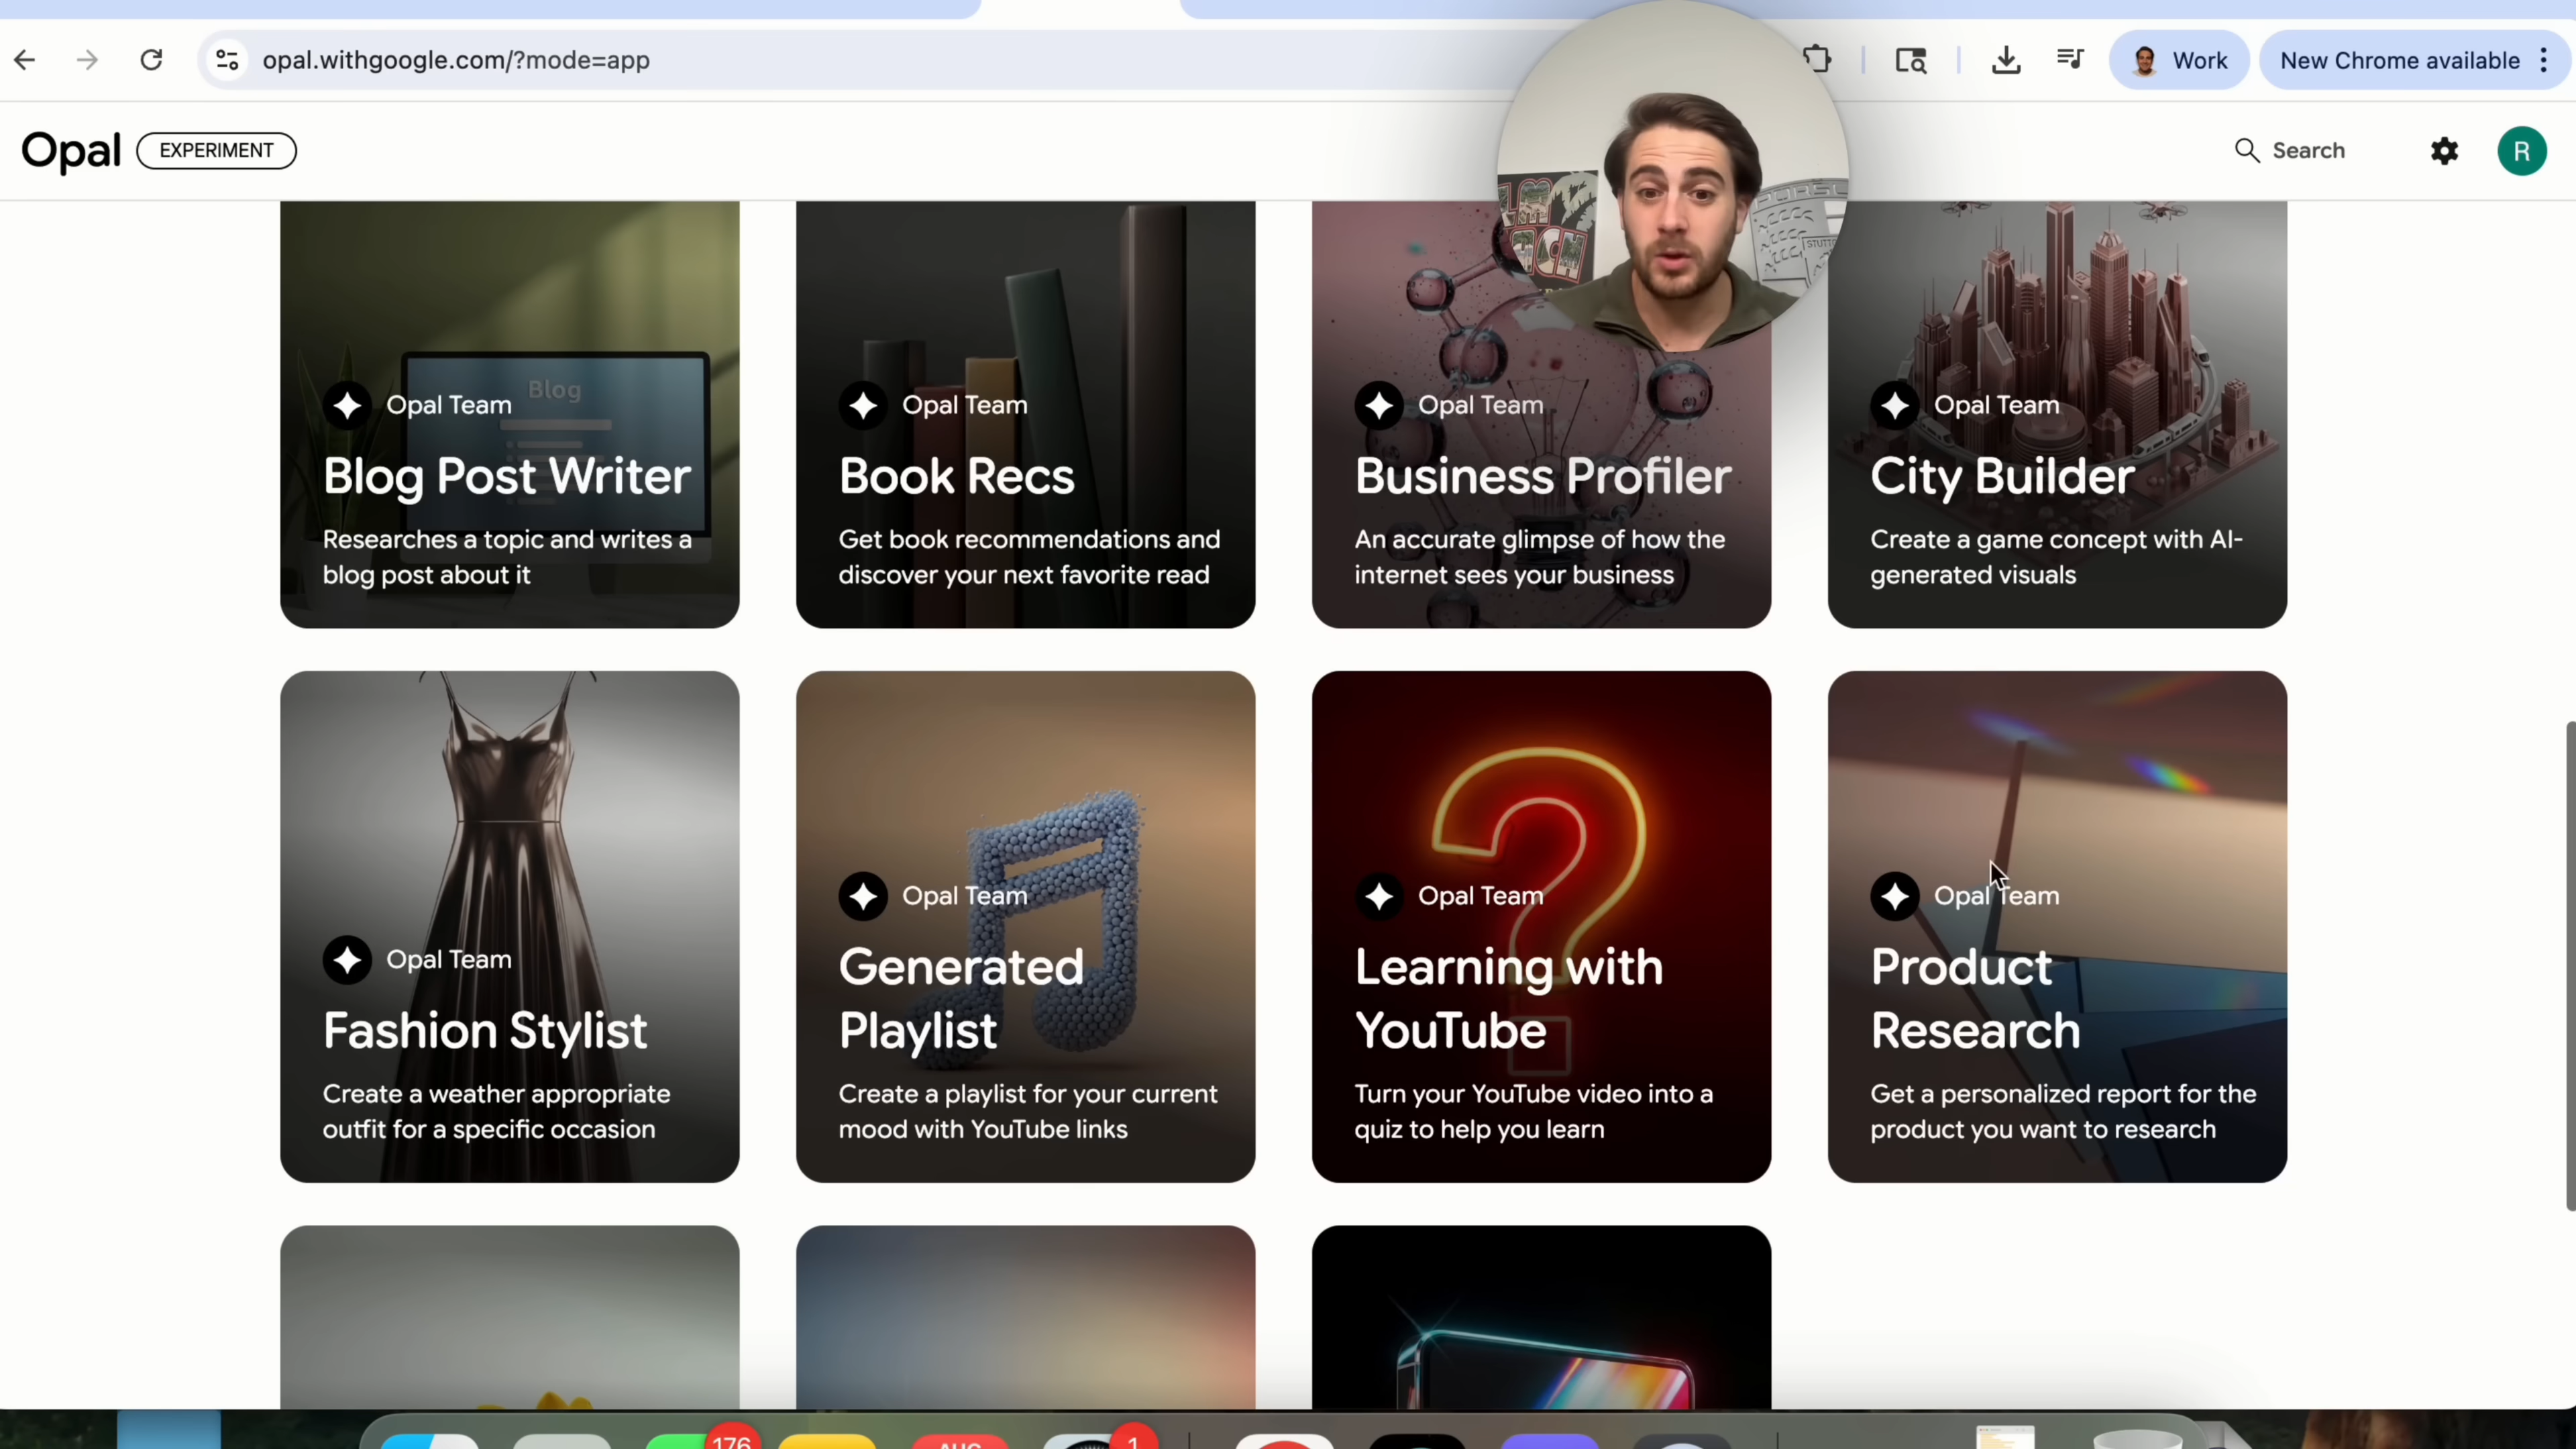 opal.withgoogle.com/?mode=app
Work
New Chrome available
Opal
EXPERIMENT
Search
R
Blog
Opal Team
Blog Post Writer
Researches a topic and writes a
blog post about it
Opal Team
Book Recs
Get book recommendations and
discover your next favorite read
Opal Team
Business Profiler
An accurate glimpse of how the
internet sees your business
Opal Team
City Builder
Create a game concept with AI-
generated visuals
Opal Team
Fashion Stylist
Create a weather appropriate
outfit for a specific occasion
Opal Team
Generated
Playlist
Create a playlist for your current
mood with YouTube links
Opal Team
Learning with
YouTube
Turn your YouTube video into a
quiz to help you learn
Opal Team
Product
Research
Get a personalized report for the
product you want to research
176
AUG
1